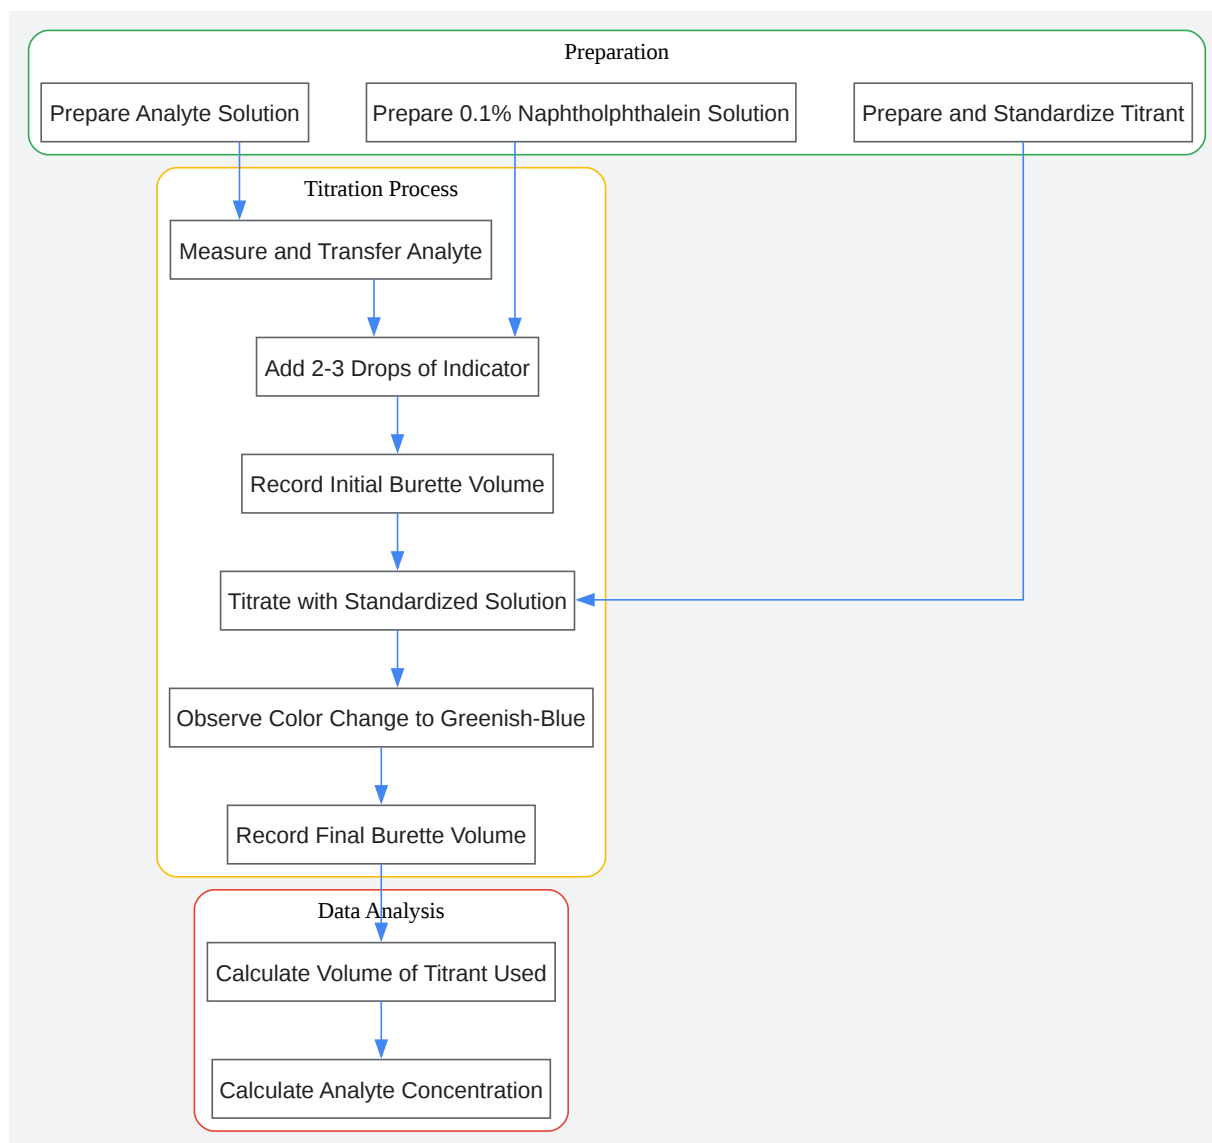 Preparation
Prepare Analyte Solution
Prepare 0.1% Naphtholphthalein Solution
Prepare and Standardize Titrant
Titration Process
Measure and Transfer Analyte
Add 2-3 Drops of Indicator
Record Initial Burette Volume
Titrate with Standardized Solution
Observe Color Change to Greenish-Blue
Record Final Burette Volume
Data Analysis
Calculate Volume of Titrant Used
Calculate Analyte Concentration